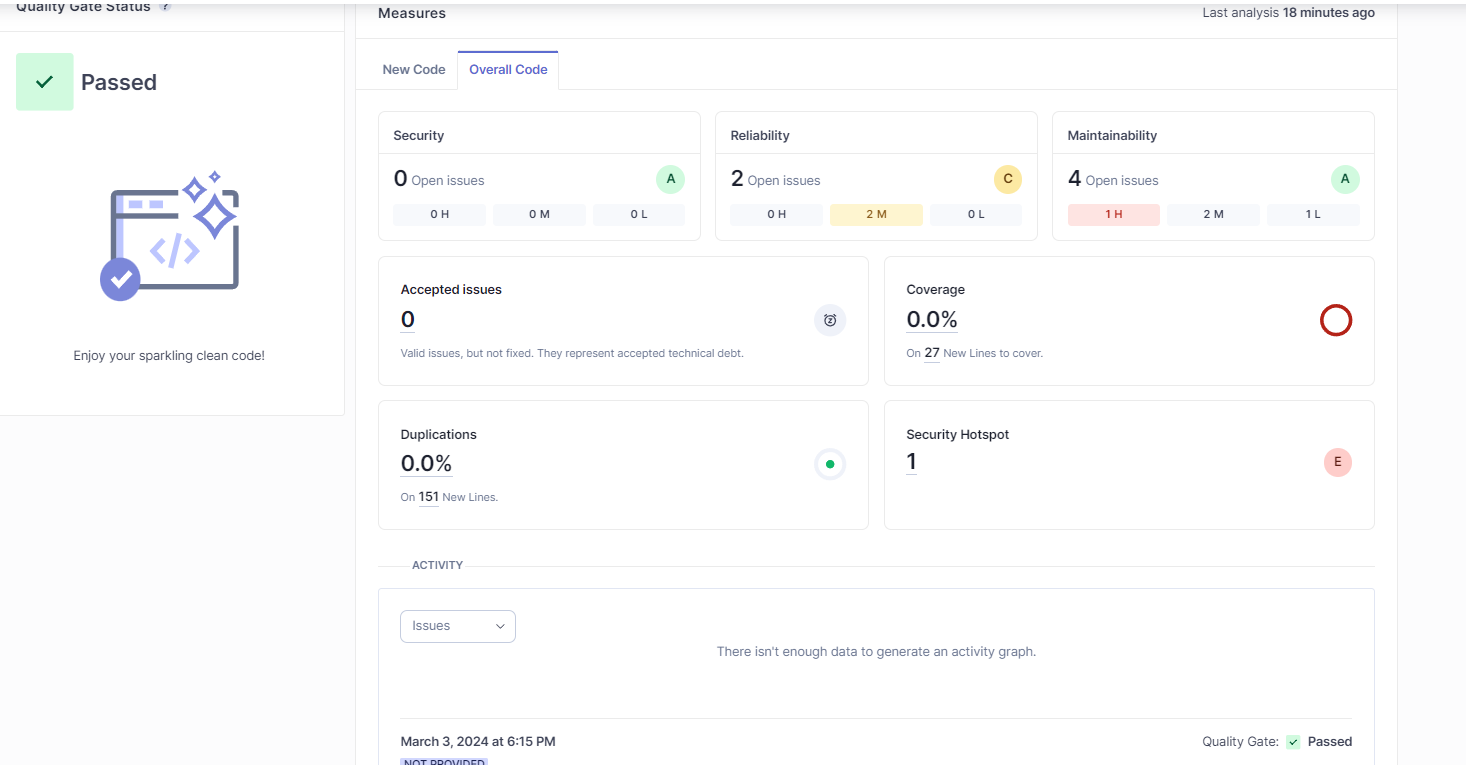 Quality Gate Status ?
Passed
Enjoy your sparkling clean code!
Measures
Last analysis 18 minutes ago
New Code
Overall Code
Security
0 Open issues
A
0 H
0 M
0 L
Reliability
2 Open issues
C
0 H
2 M
0 L
Maintainability
4 Open issues
A
1 H
2 M
1 L
Accepted issues
0
Valid issues, but not fixed. They represent accepted technical debt.
Coverage
0.0%
On 27 New Lines to cover.
Duplications
0.0%
On 151 New Lines.
Security Hotspot
1
E
ACTIVITY
Issues
There isn't enough data to generate an activity graph.
March 3, 2024 at 6:15 PM
Quality Gate: Passed
NOT PROVIDED